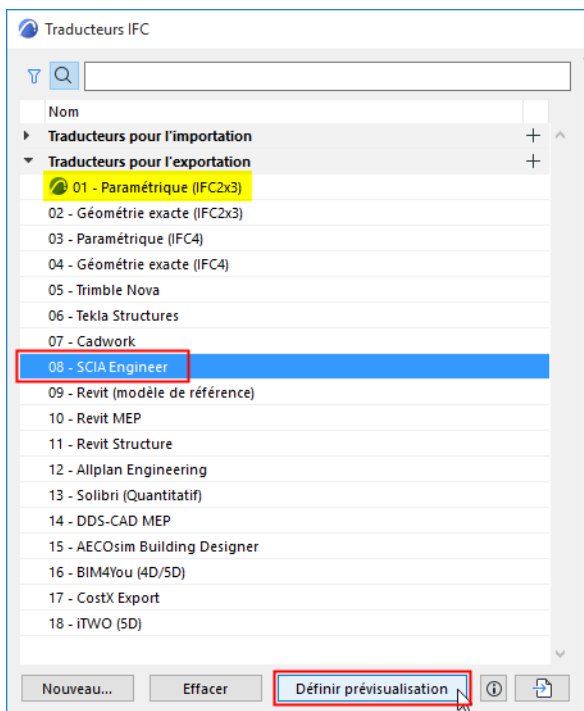 Traducteurs IFC
Nom
Traducteurs pour l'importation
Traducteurs pour l'exportation
01 - Paramétrique (IFC2x3)
02 - Géométrie exacte (IFC2x3)
03 - Paramétrique (IFC4)
04 - Géométrie exacte (IFC4)
05 - Trimble Nova
06 - Tekla Structures
07 - Cadwork
08 - SCIA Engineer
09 - Revit (modèle de référence)
10 - Revit MEP
11 - Revit Structure
12 - Allplan Engineering
13 - Solibri (Quantitatif)
14 - DDS-CAD MEP
15 - AECOsim Building Designer
16 - BIM4You (4D/5D)
17 - CostX Export
18 - iTWO (5D)
Nouveau... Effacer Définir prévisualisation